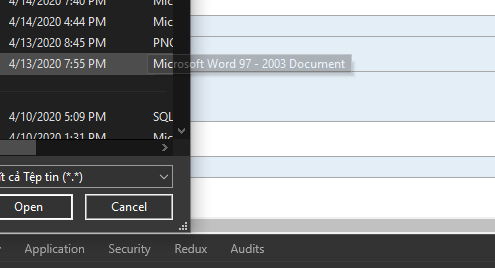 4/14/2020 7:40 PM Mic
4/14/2020 4:44 PM Mic
4/13/2020 8:45 PM PNG
4/13/2020 7:55 PM Microsoft Word 97 - 2003 Document
4/10/2020 5:09 PM SQL
4/10/2020 1:31 PM Mic
ất cả Tệp tin (*.*)
Open Cancel
Application Security Redux Audits